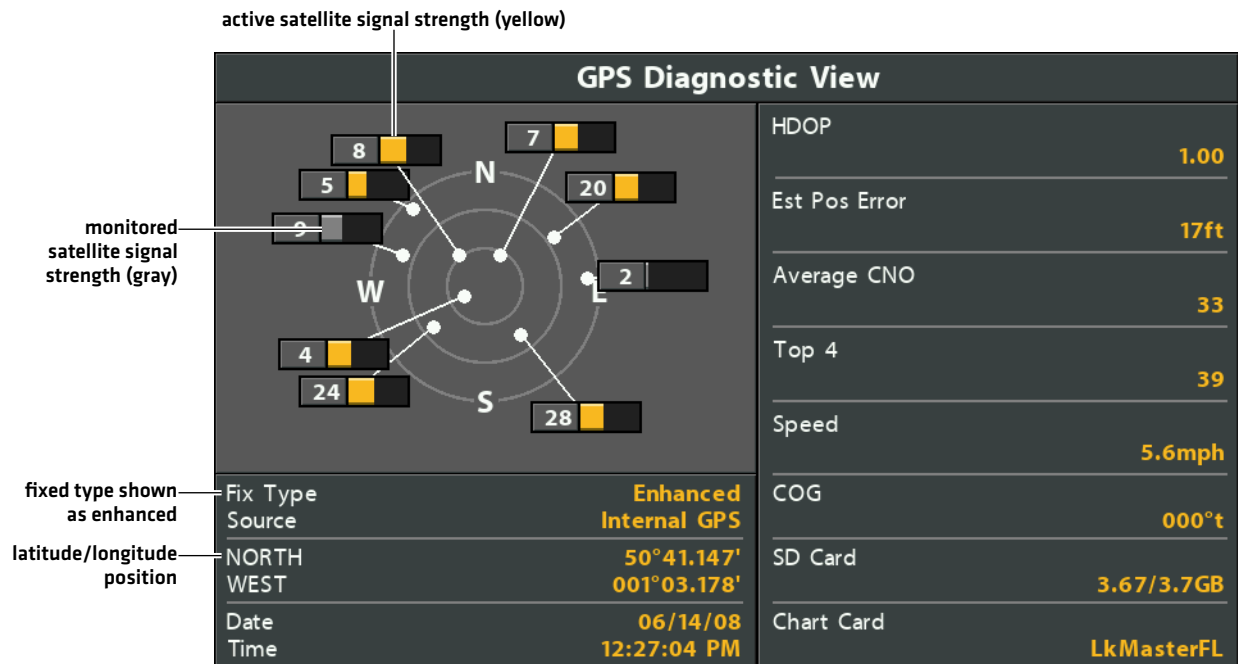 active satellite signal strength (yellow)
GPS Diagnostic View
8
7
5
N
20
monitored
satellite signal
strength (gray)
9
W
2
E
4
24
S
28
HDOP
1.00
Est Pos Error
17ft
Average CNO
33
Top 4
39
Speed
5.6mph
COG
000°t
SD Card
3.67/3.7GB
Chart Card
LkMasterFL
fixed type shown
as enhanced
Fix Type Enhanced
Source Internal GPS
latitude/longitude
position
NORTH 50°41.147'
WEST 001°03.178'
Date 06/14/08
Time 12:27:04 PM